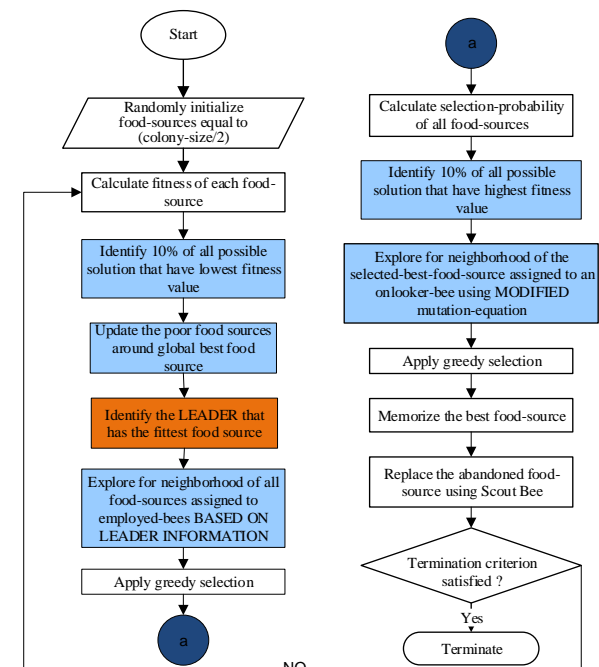 Start
Randomly initialize
food-sources equal to
(colony-size/2)
Calculate fitness of each food-
source
Identify 10% of all possible
solution that have lowest fitness
value
Update the poor food sources
around global best food
source
Identify the LEADER that
has the fittest food source
Explore for neighborhood of all
food-sources assigned to
employed-bees BASED ON
LEADER INFORMATION
Apply greedy selection
a
a
Calculate selection-probability
of all food-sources
Identify 10% of all possible
solution that have highest fitness
value
Explore for neighborhood of the
selected-best-food-source assigned to an
onlooker-bee using MODIFIED
mutation-equation
Apply greedy selection
Memorize the best food-source
Replace the abandoned food-
source using Scout Bee
Termination criterion
satisfied ?
Yes
Terminate
NO